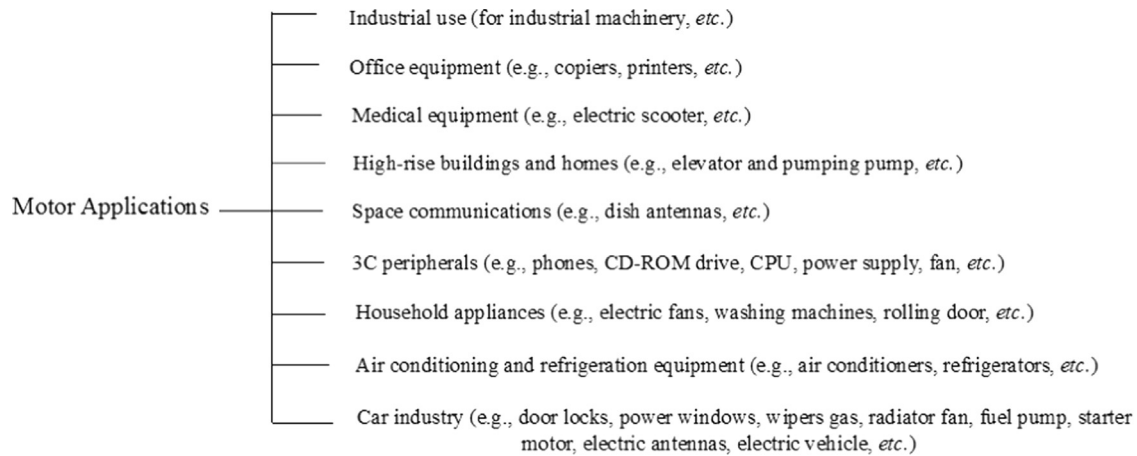 Industrial use (for industrial machinery, etc.)
Office equipment (e.g., copiers, printers, etc.)
Medical equipment (e.g., electric scooter, etc.)
High-rise buildings and homes (e.g., elevator and pumping pump, etc.)
Motor Applications
Space communications (e.g., dish antennas, etc.)
3C peripherals (e.g., phones, CD-ROM drive, CPU, power supply, fan, etc.)
Household appliances (e.g., electric fans, washing machines, rolling door, etc.)
Air conditioning and refrigeration equipment (e.g., air conditioners, refrigerators, etc.)
Car industry (e.g., door locks, power windows, wipers gas, radiator fan, fuel pump, starter
motor, electric antennas, electric vehicle, etc.)